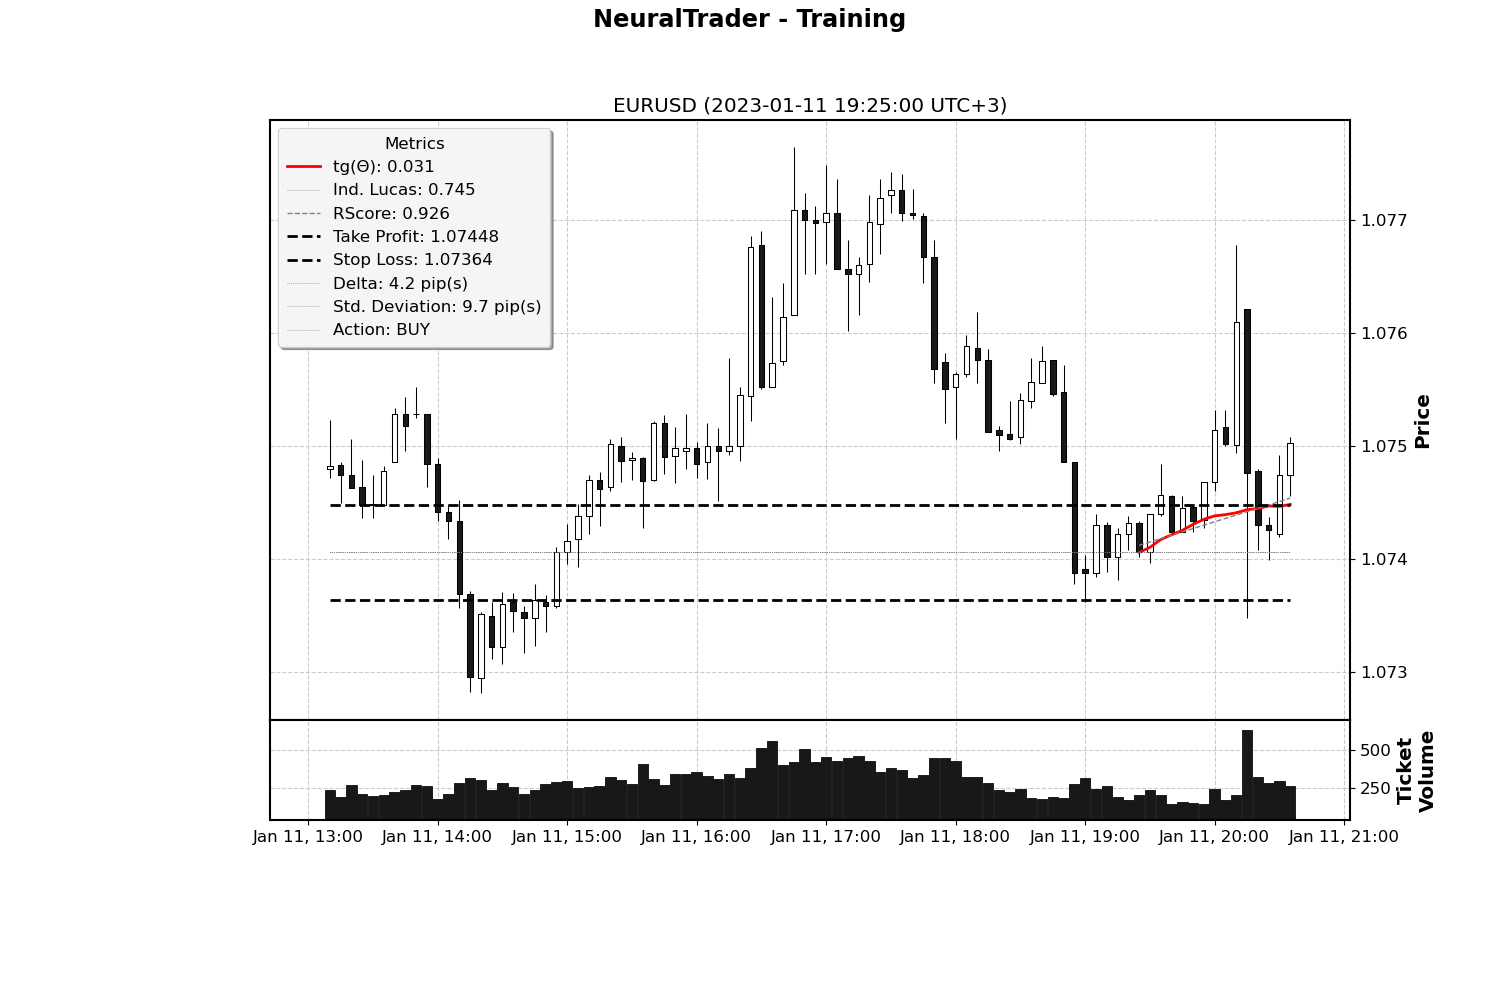 NeuralTrader - Training
EURUSD (2023-01-11 19:25:00 UTC+3)
Metrics
tg(Θ): 0.031
Ind. Lucas: 0.745
RScore: 0.926
Take Profit: 1.07448
Stop Loss: 1.07364
Delta: 4.2 pip(s)
Std. Deviation: 9.7 pip(s)
Action: BUY
1.077
1.076
1.075
1.074
1.073
Price
500
250
Ticket
Volume
Jan 11, 13:00
Jan 11, 14:00
Jan 11, 15:00
Jan 11, 16:00
Jan 11, 17:00
Jan 11, 18:00
Jan 11, 19:00
Jan 11, 20:00
Jan 11, 21:00